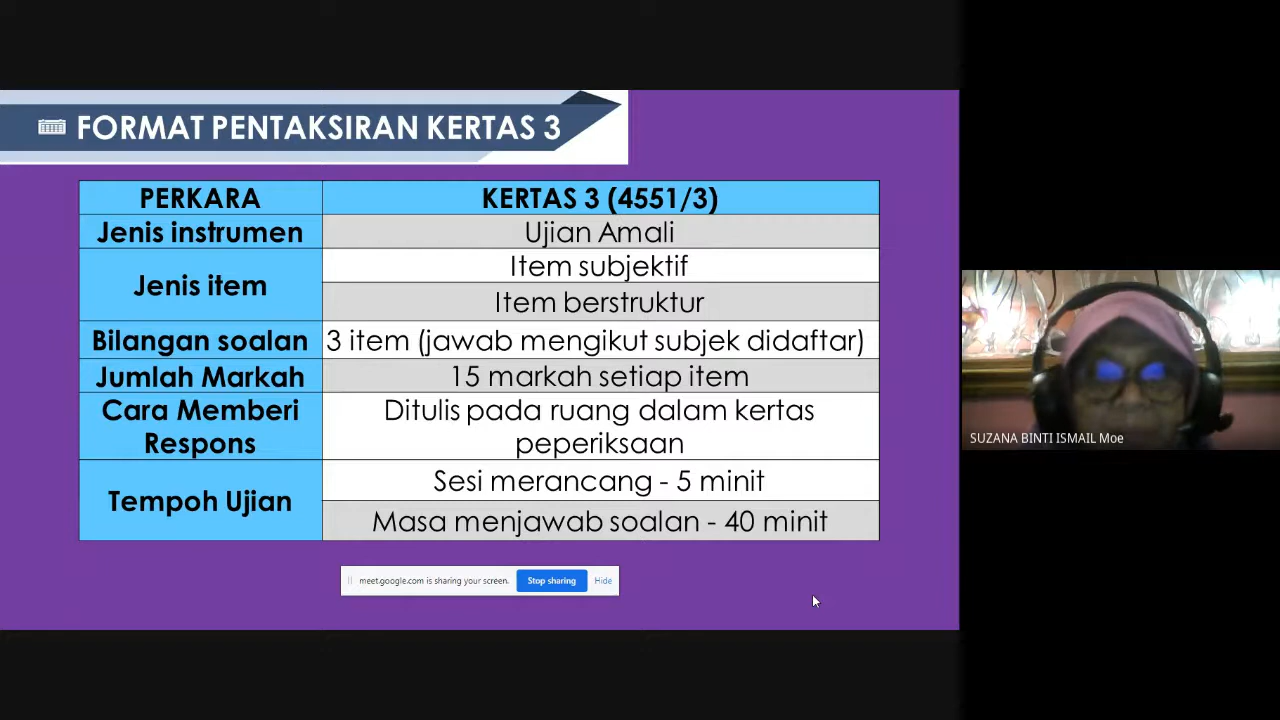 FORMAT PENTAKSIRAN KERTAS 3
PERKARA
KERTAS 3 (4551/3)
Jenis instrumen
Ujian Amali
Jenis item
Item subjektif
Item berstruktur
Bilangan soalan
3 item (jawab mengikut subjek didaftar)
Jumlah Markah
15 markah setiap item
Cara Memberi
Respons
Ditulis pada ruang dalam kertas
peperiksaan
Tempoh Ujian
Sesi merancang - 5 minit
Masa menjawab soalan - 40 minit
meet.google.com is sharing your screen.
Stop sharing
Hide
SUZANA BINTI ISMAIL Moe